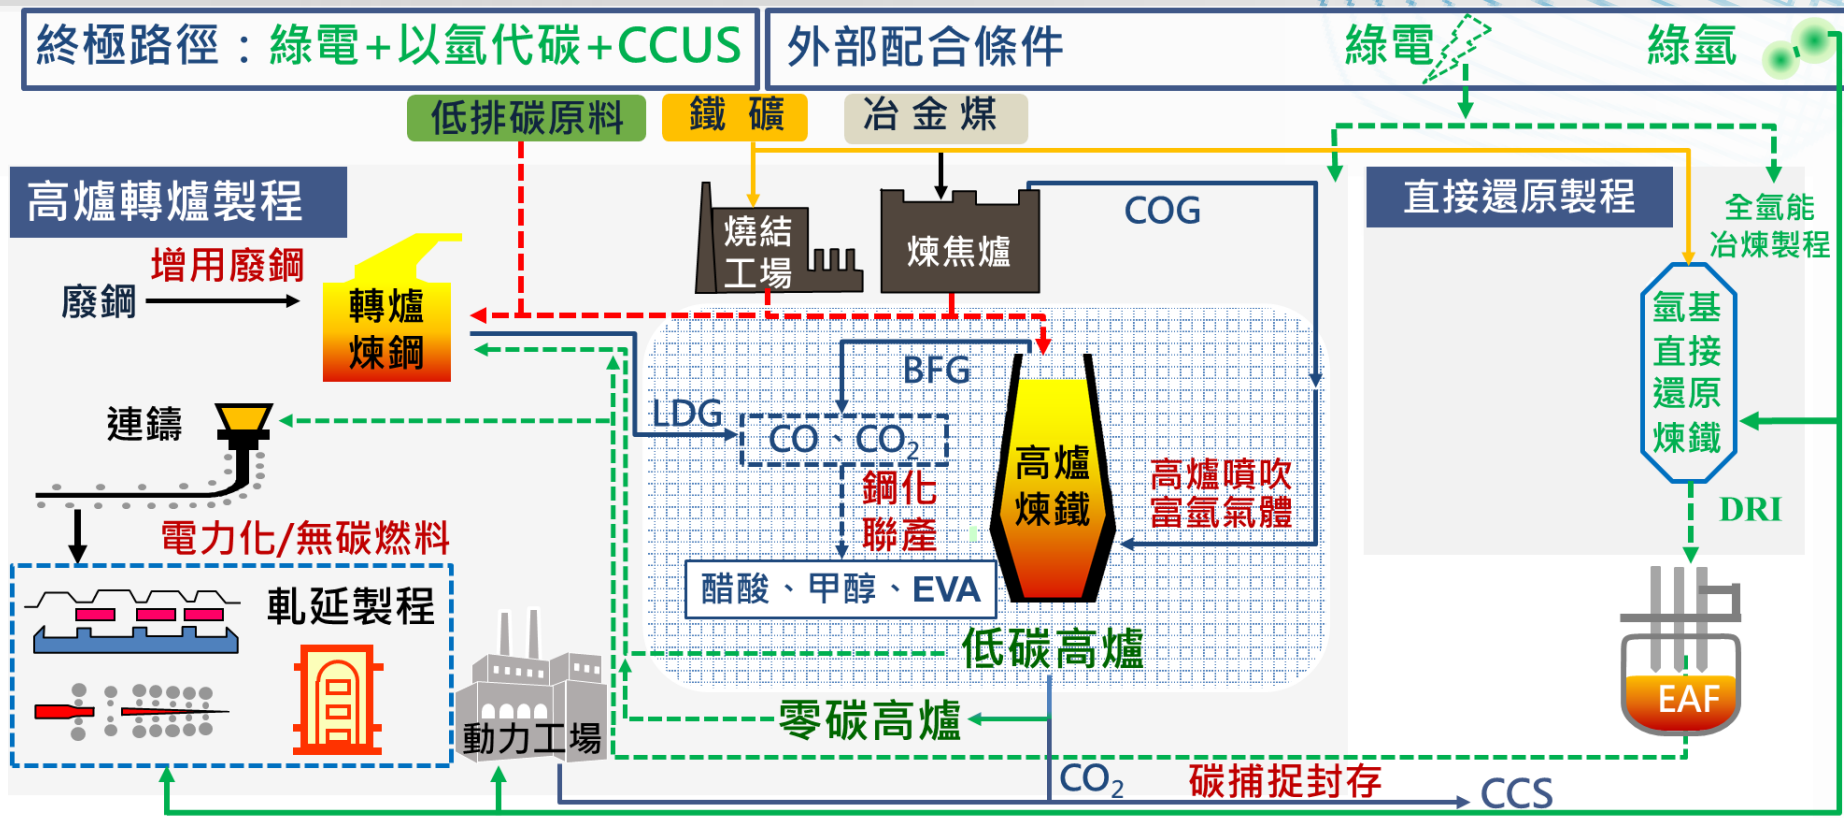 終極路徑：綠電+以氫代碳+CCUS
外部配合條件
綠電
綠氫
低排碳原料
鐵 礦
冶金煤
高爐轉爐製程
直接還原製程
全氫能
冶煉製程
增用廢鋼
廢鋼
轉爐
煉鋼
燒結
工場
煉焦爐
COG
BFG
LDG
CO、CO₂
鋼化
聯產
醋酸、甲醇、EVA
高爐
煉鐵
高爐噴吹
富氫氣體
氫基
直接
還原
煉鐵
DRI
EAF
連鑄
電力化/無碳燃料
軋延製程
動力工場
低碳高爐
零碳高爐
CO₂
碳捕捉封存
CCS